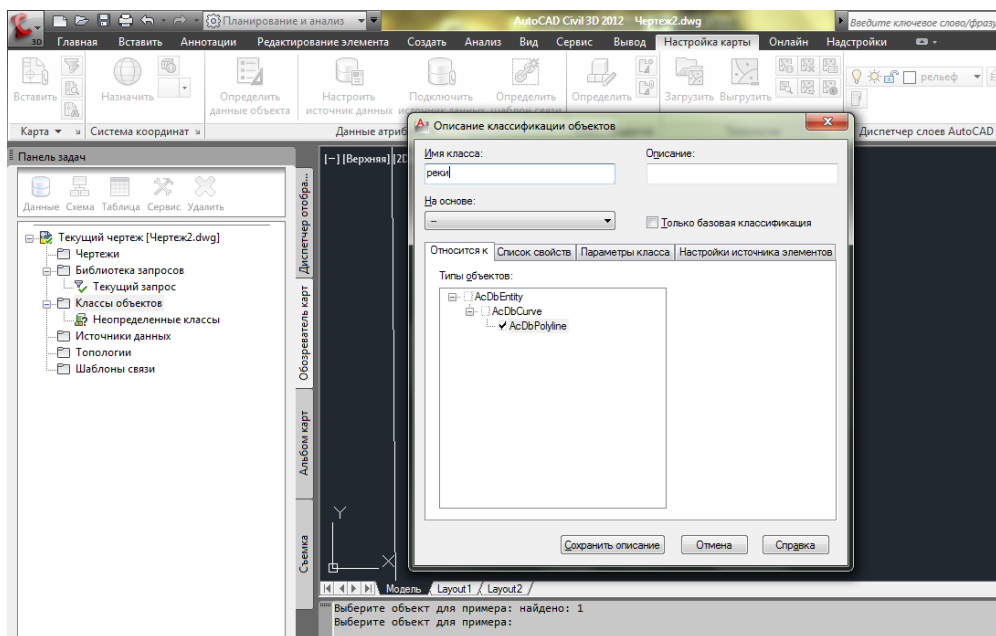 Планирование и анализ
AutoCAD Civil 3D 2012 Чертеж2.dwg
Введите ключевое слово/фразу
3D Главная Вставить Аннотации Редактирование элемента Создать Анализ Вид Сервис Вывод Настройка карты Онлайн Надстройки
Вставить Назначить Определить Настроить Подключить Определить Определить Загрузить Выгрузить рельеф
данные объекта источник данных источник данных шаблон связи
Карта Система координат Данные Диспетчер слоев AutoCAD
Панель задач
Данные Схема Таблица Сервис Удалить
Текущий чертеж [Чертеж2.dwg]
Чертежи
Библиотека запросов
Текущий запрос
Классы объектов
Неопределенные классы
Источники данных
Топологии
Шаблоны связи
Диспетчер отобра...
Обозреватель карт
Альбом карт
Съемка
[−][Верхняя][2D
Описание классификации объектов
Имя класса: Описание:
реки
На основе:
--
Только базовая классификация
Относится к Список свойств Параметры класса Настройки источника элементов
Типы объектов:
AcDbEntity
AcDbCurve
AcDbPolyline
Сохранить описание Отмена Справка
Y
X
Модель Layout1 Layout2
Выберите объект для примера: найдено: 1
Выберите объект для примера: